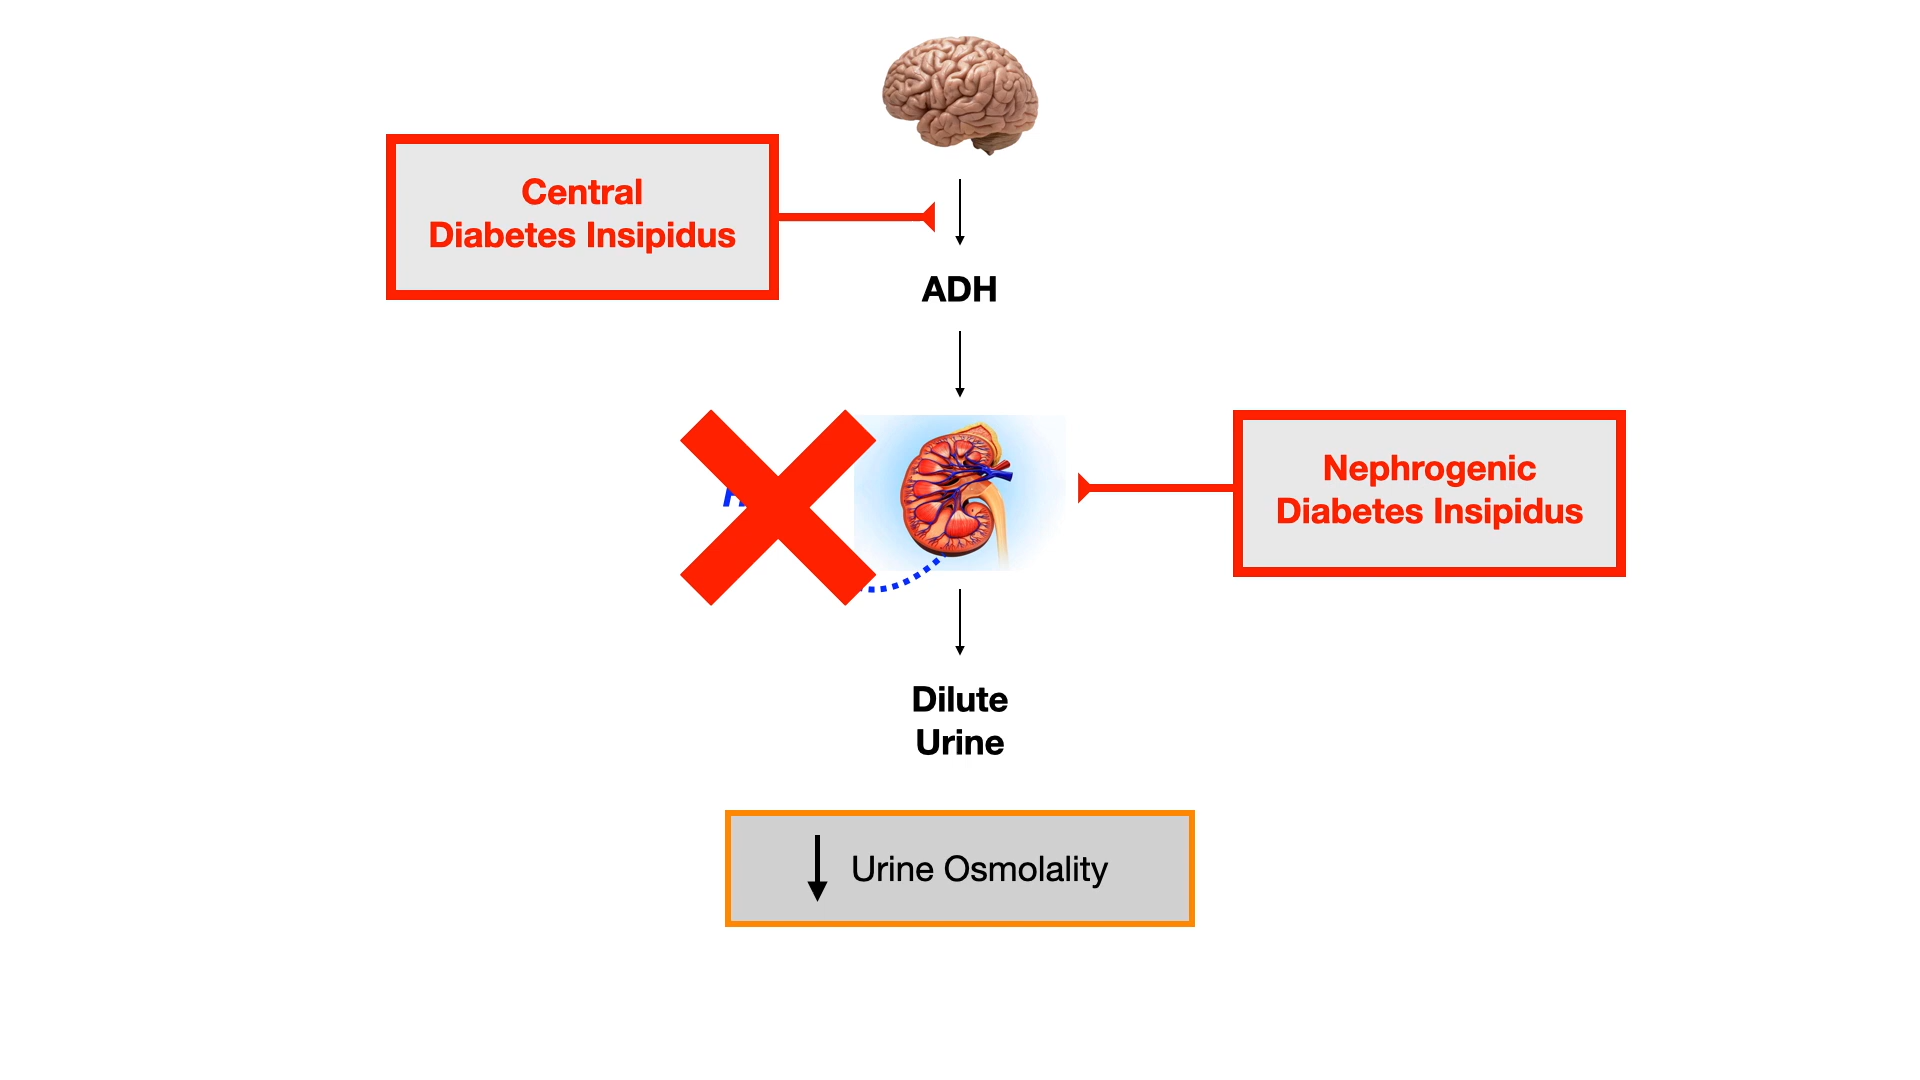 Central
Diabetes Insipidus
ADH
Nephrogenic
Diabetes Insipidus
Dilute
Urine
Urine Osmolality